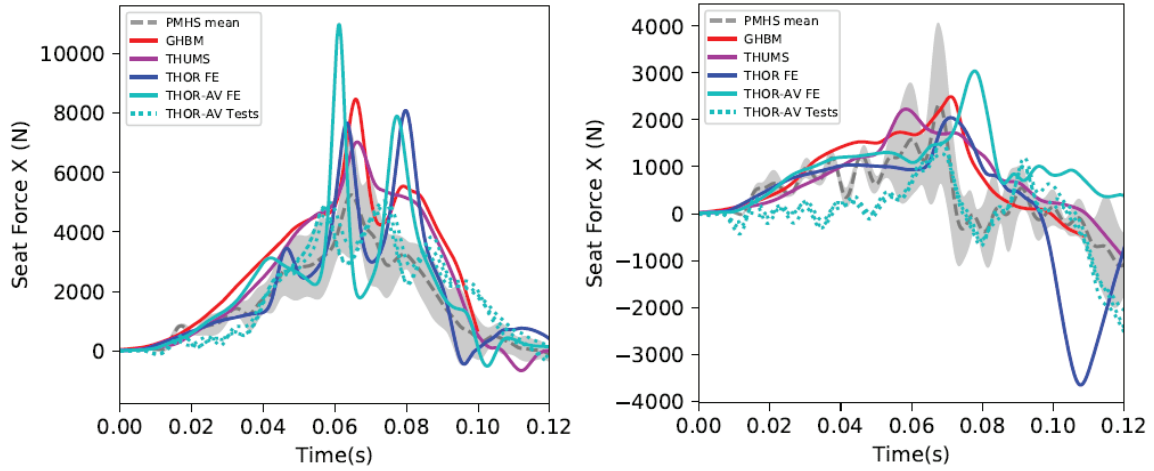 PMHS mean
GHBM
THUMS
THOR FE
THOR-AV FE
THOR-AV Tests
Seat Force X (N)
10000
8000
6000
4000
2000
0
0.00 0.02 0.04 0.06 0.08 0.10 0.12
Time(s)
PMHS mean
GHBM
THUMS
THOR FE
THOR-AV FE
THOR-AV Tests
Seat Force X (N)
4000
3000
2000
1000
0
−1000
−2000
−3000
−4000
0.00 0.02 0.04 0.06 0.08 0.10 0.12
Time(s)